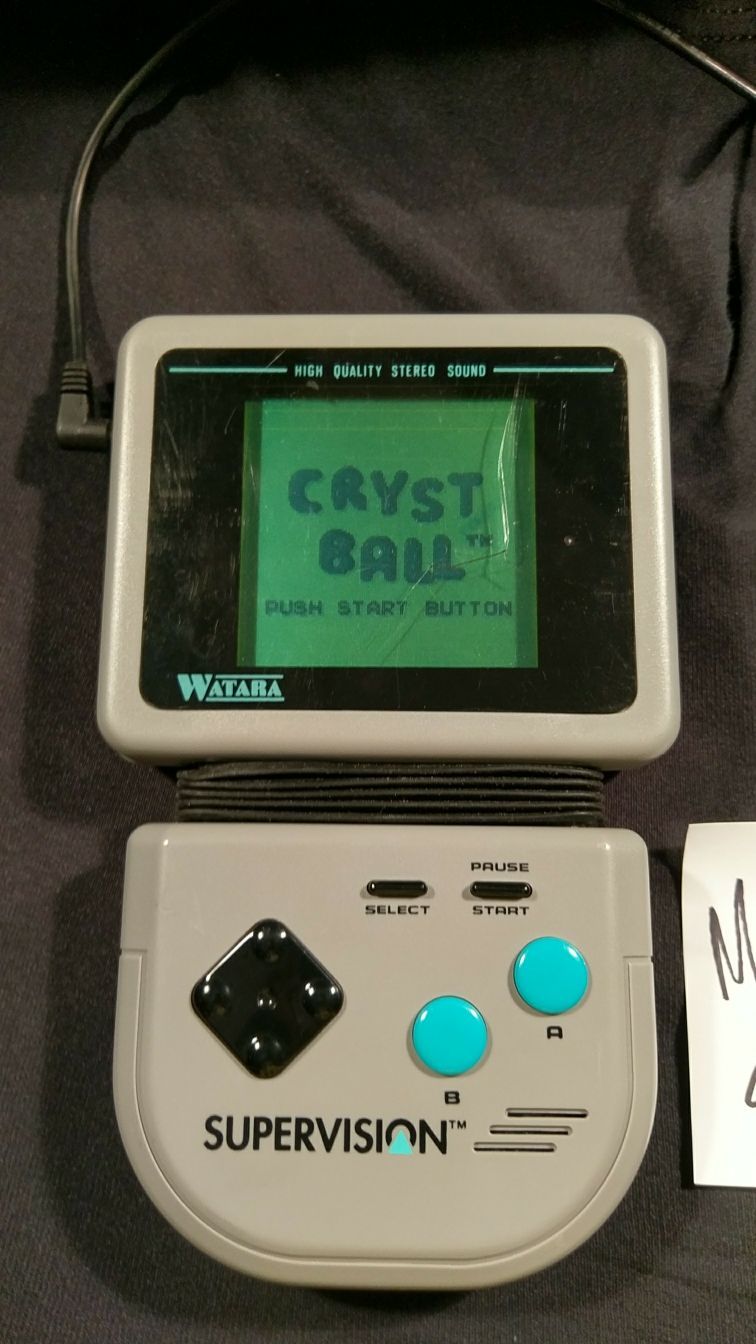 HIGH QUALITY STEREO SOUND
CRYST
BALL™
PUSH START BUTTON
WATARA
PAUSE
SELECT START
A
B
SUPERVISION™
M